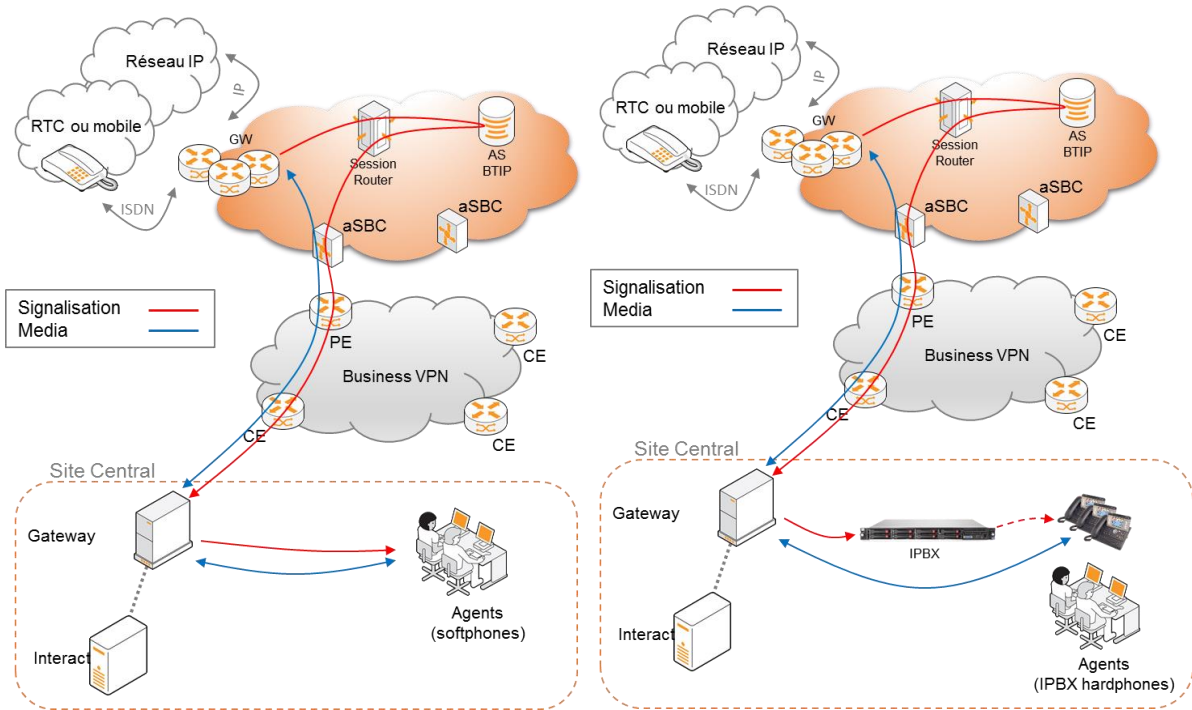 Réseau IP
IP
RTC ou mobile
GW
Session
Router
AS
BTIP
ISDN
aSBC
aSBC
Signalisation
Media
PE
CE
Business VPN
CE
CE
Site Central
Gateway
Agents
(softphones)
Interact
Réseau IP
IP
RTC ou mobile
GW
Session
Router
AS
BTIP
ISDN
aSBC
aSBC
Signalisation
Media
PE
CE
Business VPN
CE
CE
Site Central
Gateway
IPBX
Interact
Agents
(IPBX hardphones)